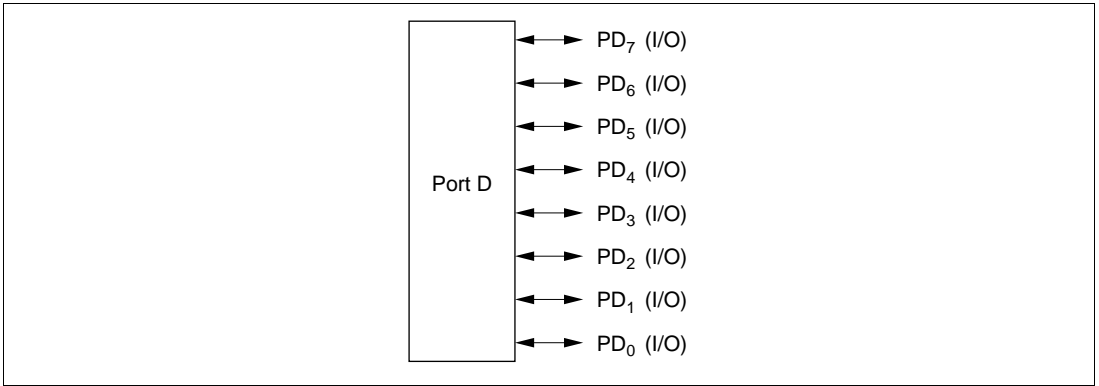 PD₇ (I/O)
PD₆ (I/O)
PD₅ (I/O)
PD₄ (I/O)
Port D
PD₃ (I/O)
PD₂ (I/O)
PD₁ (I/O)
PD₀ (I/O)